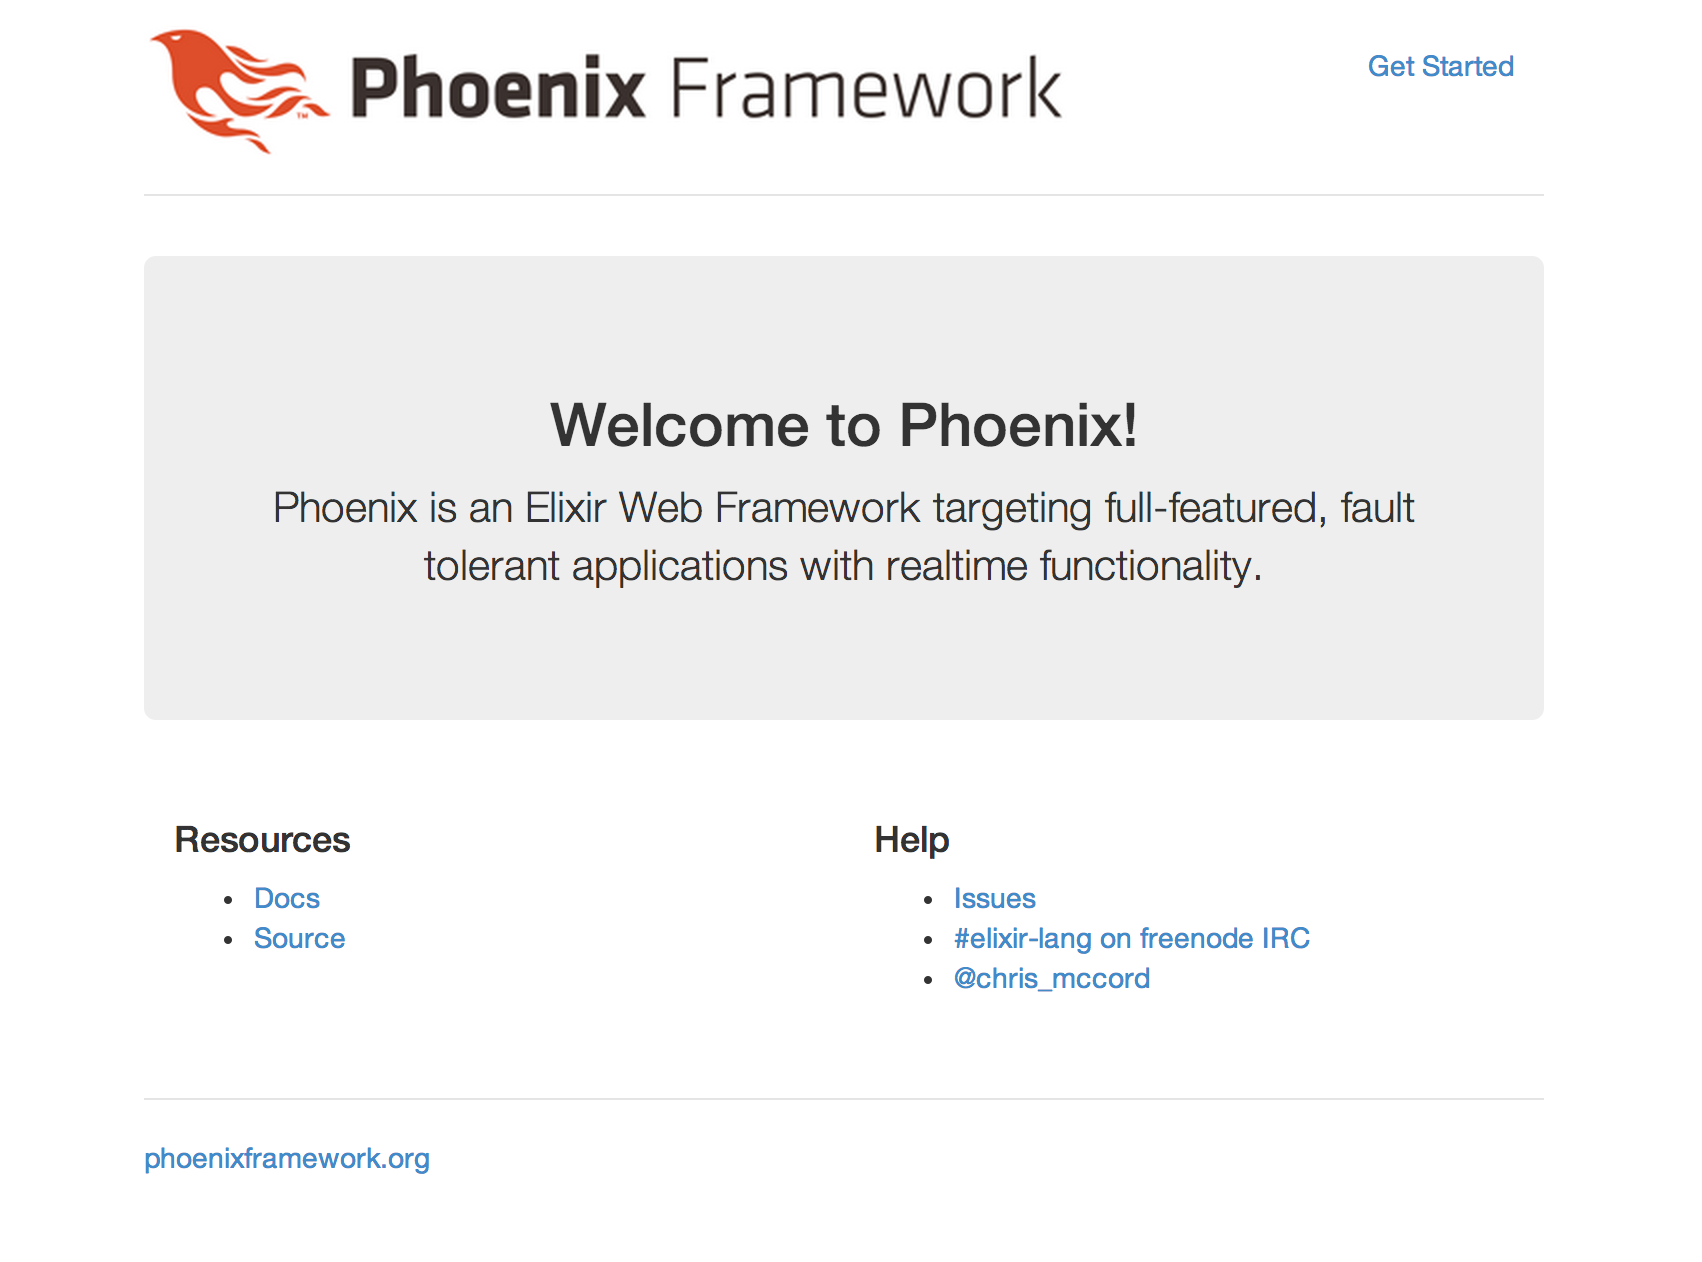 Phoenix Framework
Get Started
Welcome to Phoenix!
Phoenix is an Elixir Web Framework targeting full-featured, fault
tolerant applications with realtime functionality.
Resources
Docs
Source
Help
Issues
#elixir-lang on freenode IRC
@chris_mccord
phoenixframework.org